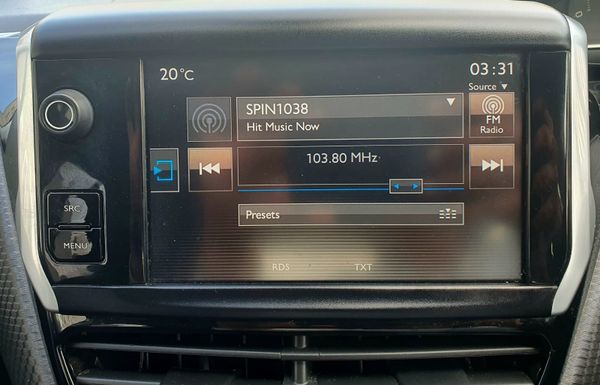 20°C
03:31
Source ▼
SPIN1038
Hit Music Now
FM
Radio
103.80 MHz
SRC
MENU
Presets
RDS TXT